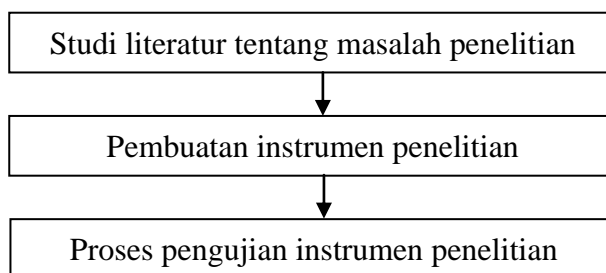 Studi literatur tentang masalah penelitian
Pembuatan instrumen penelitian
Proses pengujian instrumen penelitian